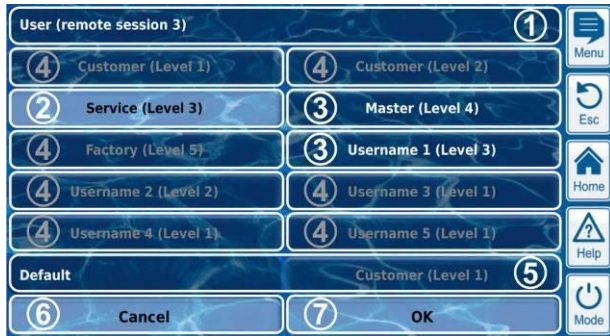 User (remote session 3) 1
4 Customer (Level 1) 4 Customer (Level 2)
2 Service (Level 3) 3 Master (Level 4)
4 Factory (Level 5) 3 Username 1 (Level 3)
4 Username 2 (Level 2) 4 Username 3 (Level 1)
4 Username 4 (Level 1) 4 Username 5 (Level 1)
Default Customer (Level 1) 5
6 Cancel 7 OK
Menu
Esc
Home
?
Help
Mode